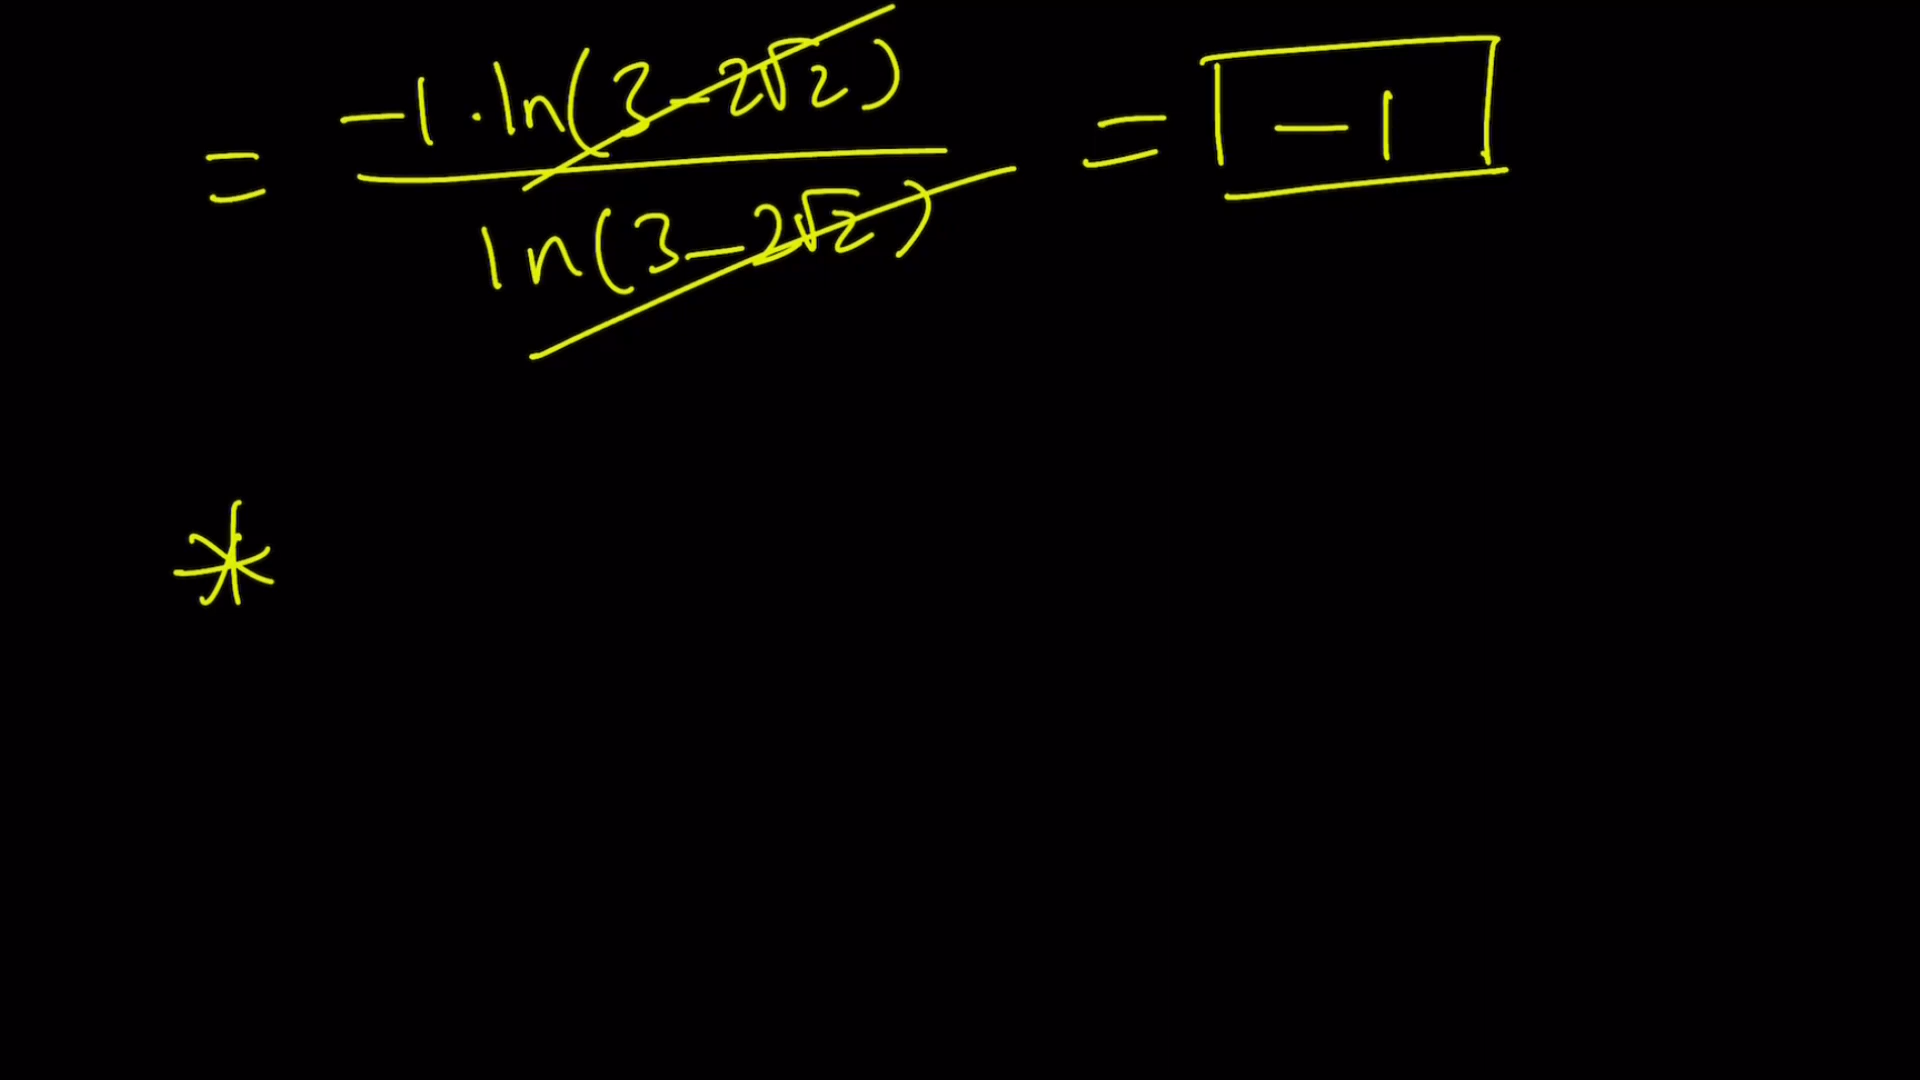 = -1·ln(3-2√2) / ln(3-2√2) = -1
*